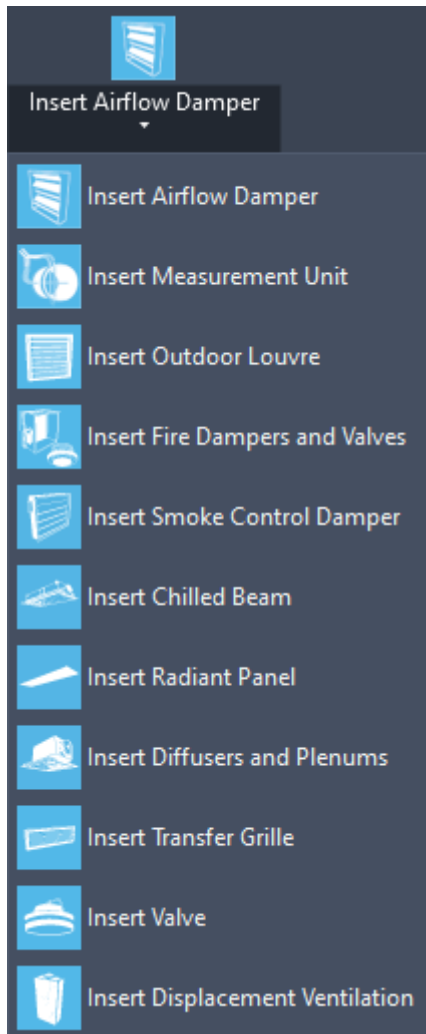 Insert Airflow Damper
Insert Airflow Damper
Insert Measurement Unit
Insert Outdoor Louvre
Insert Fire Dampers and Valves
Insert Smoke Control Damper
Insert Chilled Beam
Insert Radiant Panel
Insert Diffusers and Plenums
Insert Transfer Grille
Insert Valve
Insert Displacement Ventilation